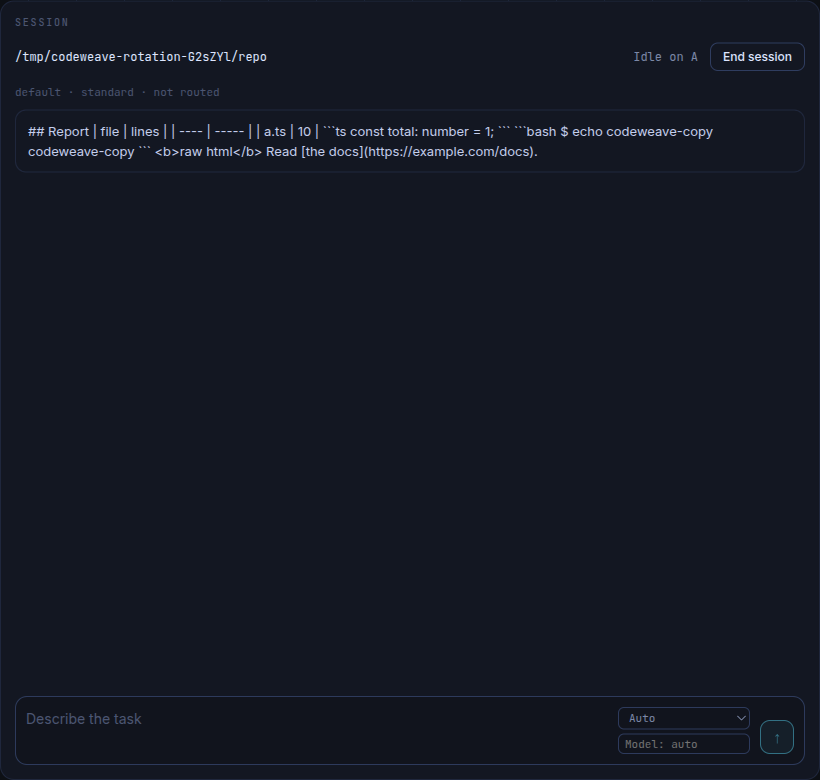 SESSION
/tmp/codeweave-rotation-G2sZYl/repo
Idle on A
End session
default · standard · not routed
## Report | file | lines | | ---- | ----- | | a.ts | 10 | ```ts const total: number = 1; ``` ```bash $ echo codeweave-copy
codeweave-copy ``` <b>raw html</b> Read [the docs](https://example.com/docs).
Describe the task
Auto
Model: auto
↑